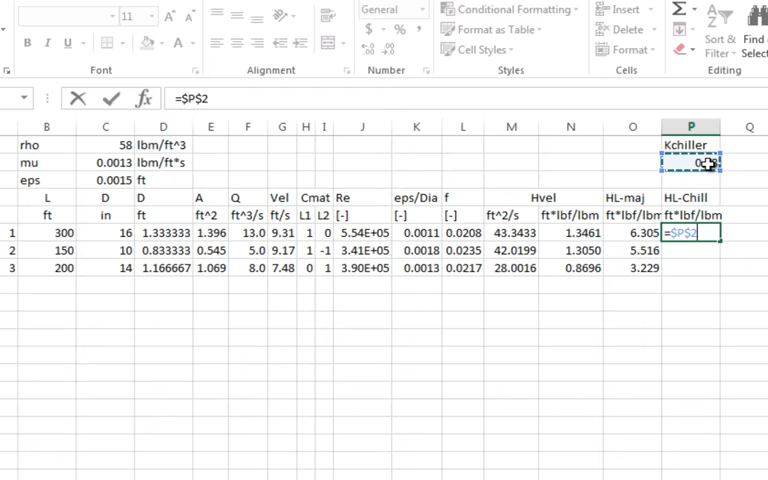 11 A A General Conditional Formatting Insert Σ A Z
B I U A $ % , Format as Table Delete Sort & Find
.00 Cell Styles Format Filter Selec
Font Alignment Number Styles Cells Editing
fx =$P$2
B C D E F G H I J K L M N O P Q
rho 58 lbm/ft^3 Kchiller
mu 0.0013 lbm/ft*s
eps 0.0015 ft
L D D A Q Vel Cmat Re eps/Dia f Hvel HL-maj HL-Chill
ft in ft ft^2 ft^3/s ft/s L1 L2 [-] [-] [-] ft^2/s ft*lbf/lbm ft*lbf/lbm ft*lbf/lbm
1 300 16 1.333333 1.396 13.0 9.31 1 0 5.54E+05 0.0011 0.0208 43.3433 1.3461 6.305 =$P$2
2 150 10 0.833333 0.545 5.0 9.17 1 -1 3.41E+05 0.0018 0.0235 42.0199 1.3050 5.516
3 200 14 1.166667 1.069 8.0 7.48 0 1 3.90E+05 0.0013 0.0217 28.0016 0.8696 3.229